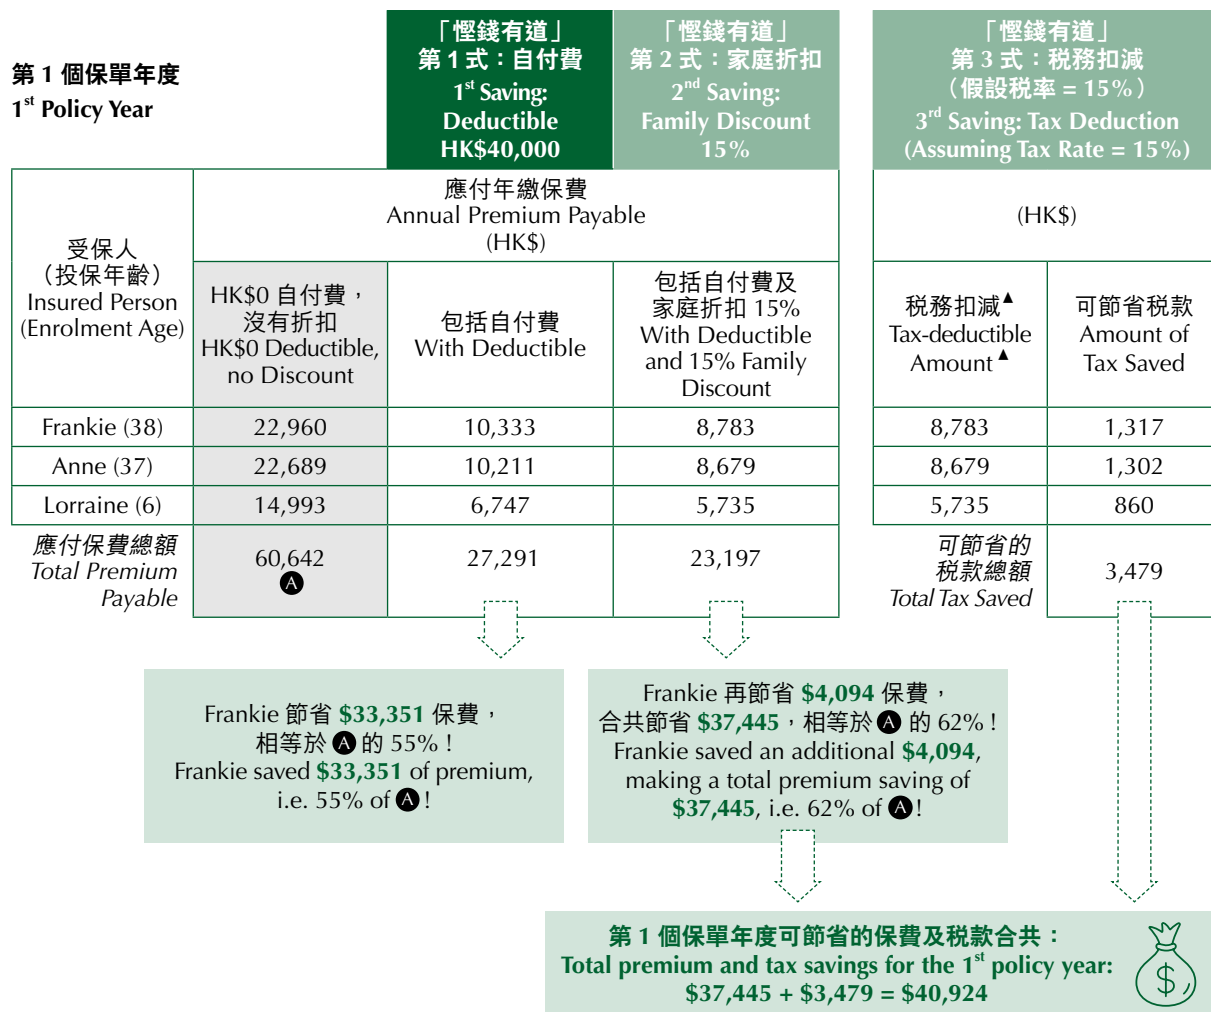 第 1 個保單年度
1st Policy Year
「慳錢有道」
第 1 式：自付費
1st Saving:
Deductible
HK$40,000
「慳錢有道」
第 2 式：家庭折扣
2nd Saving:
Family Discount
15%
「慳錢有道」
第 3 式：税務扣減
（假設税率 = 15%）
3rd Saving: Tax Deduction
(Assuming Tax Rate = 15%)
受保人
（投保年齡）
Insured Person
(Enrolment Age)
應付年繳保費
Annual Premium Payable
(HK$)
(HK$)
HK$0 自付費，
沒有折扣
HK$0 Deductible,
no Discount
包括自付費
With Deductible
包括自付費及
家庭折扣 15%
With Deductible
and 15% Family
Discount
税務扣減▲
Tax-deductible
Amount▲
可節省税款
Amount of
Tax Saved
Frankie (38) 22,960 10,333 8,783 8,783 1,317
Anne (37) 22,689 10,211 8,679 8,679 1,302
Lorraine (6) 14,993 6,747 5,735 5,735 860
應付保費總額
Total Premium
Payable
60,642
A
27,291
23,197
可節省的
税款總額
Total Tax Saved
3,479
Frankie 節省 $33,351 保費，
相等於 A 的 55%！
Frankie saved $33,351 of premium,
i.e. 55% of A!
Frankie 再節省 $4,094 保費，
合共節省 $37,445，相等於 A 的 62%！
Frankie saved an additional $4,094,
making a total premium saving of
$37,445, i.e. 62% of A!
第 1 個保單年度可節省的保費及税款合共：
Total premium and tax savings for the 1st policy year:
$37,445 + $3,479 = $40,924
$